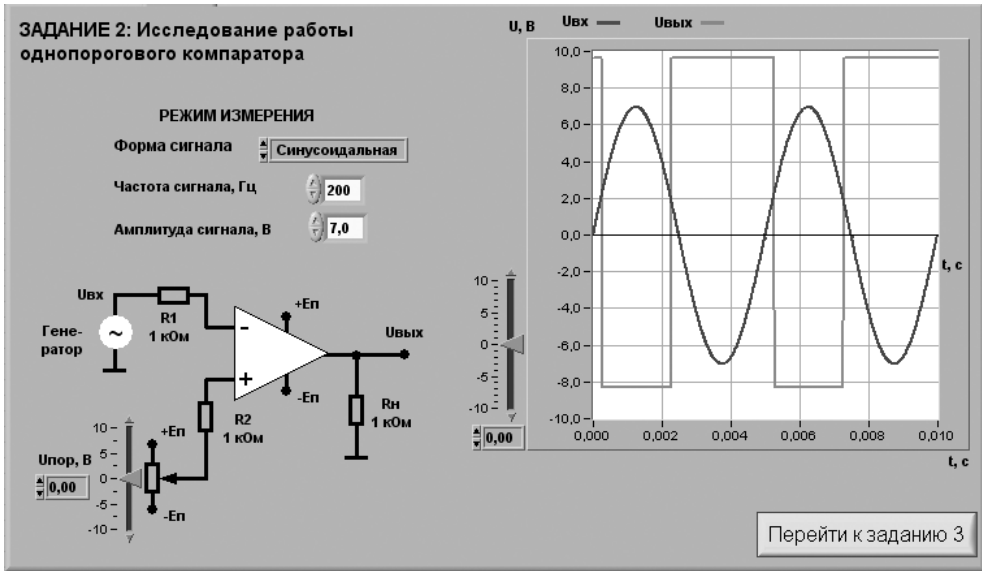 ЗАДАНИЕ 2: Исследование работы
однопорогового компаратора
РЕЖИМ ИЗМЕРЕНИЯ
Форма сигнала
Синусоидальная
Частота сигнала, Гц
200
Амплитуда сигнала, В
7,0
Uвх
Гене-
ратор
~
R1
1 кОм
-
+
+Еп
-Еп
Uвых
R2
1 кОм
Rн
1 кОм
+Еп
-Еп
Uпор, В
0,00
10
5
0
-5
-10
10
5
0
-5
-10
0,00
U, В
Uвх
Uвых
10,0
8,0
6,0
4,0
2,0
0,0
-2,0
-4,0
-6,0
-8,0
-10,0
0,000 0,002 0,004 0,006 0,008 0,010
t, с
t, с
Перейти к заданию 3